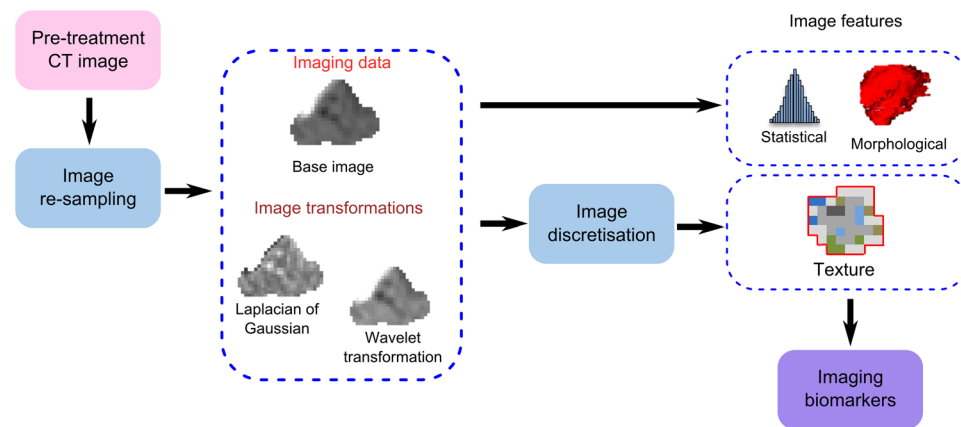 Pre-treatment
CT image
Image
re-sampling
Imaging data
Base image
Image transformations
Laplacian of
Gaussian
Wavelet
transformation
Image
discretisation
Image features
Statistical
Morphological
Texture
Imaging
biomarkers